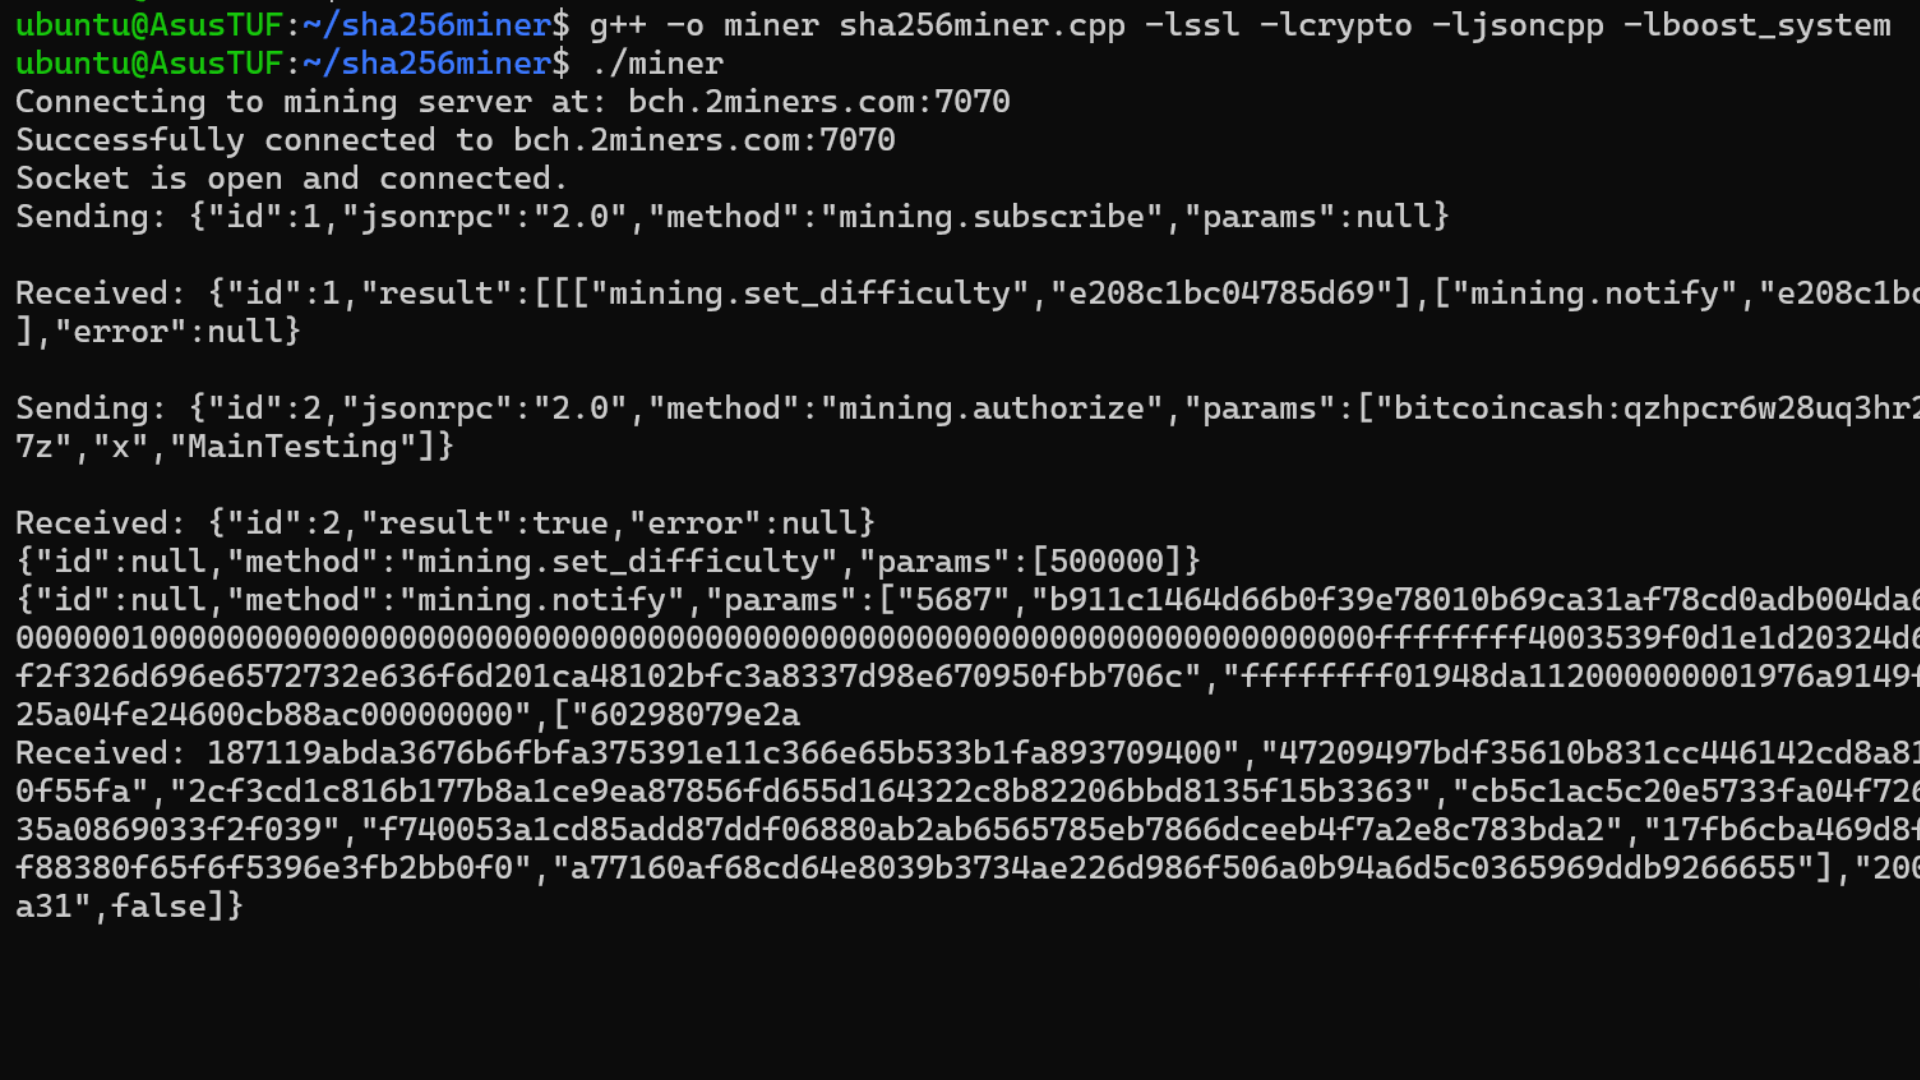 ubuntu@AsusTUF:~/sha256miner$ g++ -o miner sha256miner.cpp -lssl -lcrypto -ljsoncpp -lboost_system
ubuntu@AsusTUF:~/sha256miner$ ./miner
Connecting to mining server at: bch.2miners.com:7070
Successfully connected to bch.2miners.com:7070
Socket is open and connected.
Sending: {"id":1,"jsonrpc":"2.0","method":"mining.subscribe","params":null}
Received: {"id":1,"result":[[["mining.set_difficulty","e208c1bc04785d69"],["mining.notify","e208c1bc
],"error":null}
Sending: {"id":2,"jsonrpc":"2.0","method":"mining.authorize","params":["bitcoincash:qzhpcr6w28uq3hr2
7z","x","MainTesting"]}
Received: {"id":2,"result":true,"error":null}
{"id":null,"method":"mining.set_difficulty","params":[500000]}
{"id":null,"method":"mining.notify","params":["5687","b911c1464d66b0f39e78010b69ca31af78cd0adb004da6
0000001000000000000000000000000000000000000000000000000000000000000000ffffffff4003539f0d1e1d20324d6
f2f326d696e6572732e636f6d201ca48102bfc3a8337d98e670950fbb706c","ffffffff01948da112000000001976a9149f
25a04fe24600cb88ac00000000",["60298079e2a
Received: 187119abda3676b6fbfa375391e11c366e65b533b1fa893709400","47209497bdf35610b831cc446142cd8a81
0f55fa","2cf3cd1c816b177b8a1ce9ea87856fd655d164322c8b82206bbd8135f15b3363","cb5c1ac5c20e5733fa04f726
35a0869033f2f039","f740053a1cd85add87ddf06880ab2ab6565785eb7866dceeb4f7a2e8c783bda2","17fb6cba469d8f
f88380f65f6f5396e3fb2bb0f0","a77160af68cd64e8039b3734ae226d986f506a0b94a6d5c0365969ddb9266655"],"200
a31",false]}